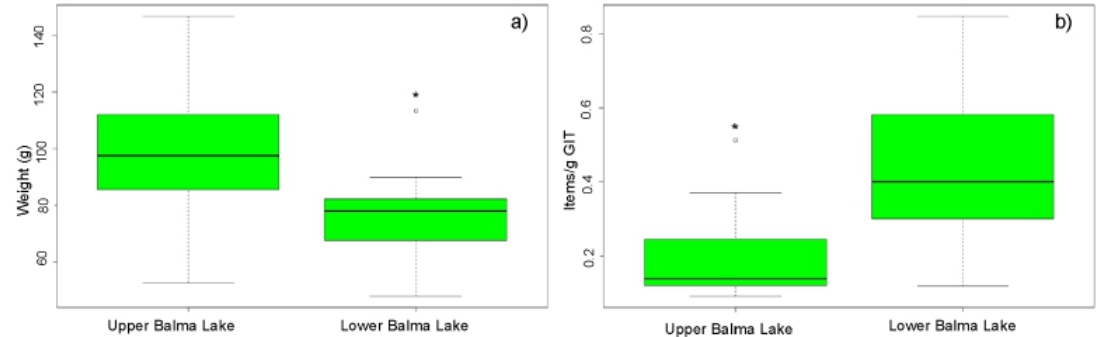 a)
Weight (g)
140
120
100
80
60
*
Upper Balma Lake
Lower Balma Lake
b)
Items/g GIT
0.8
0.6
0.4
0.2
*
Upper Balma Lake
Lower Balma Lake